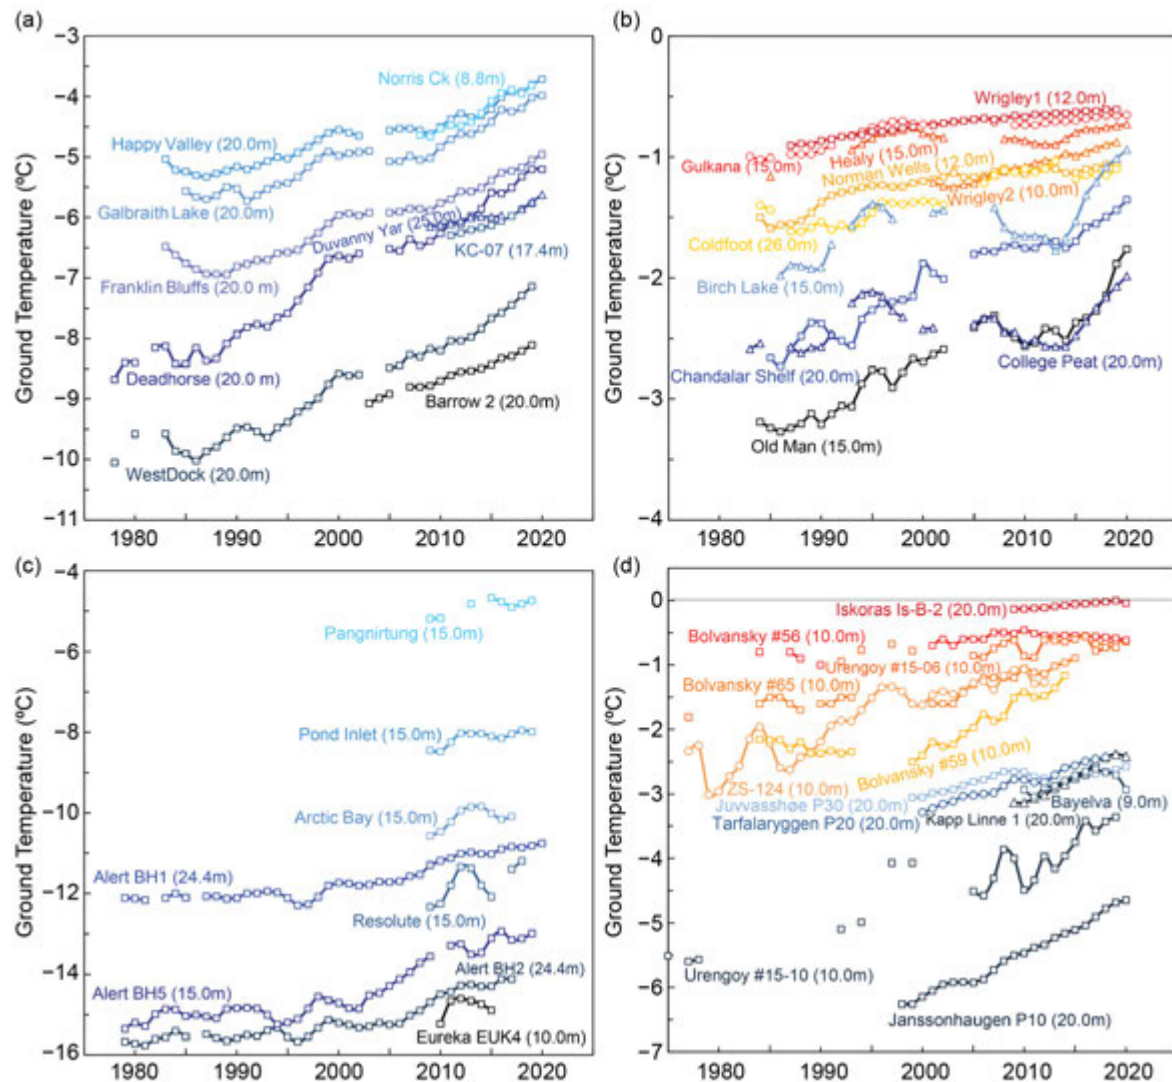 (a)
−3
−4
−5
−6
−7
−8
−9
−10
−11
Ground Temperature (ºC)
Norris Ck (8.8m)
Happy Valley (20.0m)
Galbraith Lake (20.0m)
Duvanny Yar (25.0m)
KC-07 (17.4m)
Franklin Bluffs (20.0 m)
Deadhorse (20.0 m)
Barrow 2 (20.0m)
WestDock (20.0m)
1980 1990 2000 2010 2020
(b)
0
−1
−2
−3
−4
Ground Temperature (ºC)
Wrigley1 (12.0m)
Gulkana (15.0m)
Healy (15.0m)
Norman Wells (12.0m)
Wrigley2 (10.0m)
Coldfoot (26.0m)
Birch Lake (15.0m)
Chandalar Shelf (20.0m)
College Peat (20.0m)
Old Man (15.0m)
1980 1990 2000 2010 2020
(c)
−4
−6
−8
−10
−12
−14
−16
Ground Temperature (ºC)
Pangnirtung (15.0m)
Pond Inlet (15.0m)
Arctic Bay (15.0m)
Alert BH1 (24.4m)
Resolute (15.0m)
Alert BH2 (24.4m)
Alert BH5 (15.0m)
Eureka EUK4 (10.0m)
1980 1990 2000 2010 2020
(d)
0
−1
−2
−3
−4
−5
−6
−7
Ground Temperature (ºC)
Iskoras Is-B-2 (20.0m)
Bolvansky #56 (10.0m)
Urengoy #15-06 (10.0m)
Bolvansky #65 (10.0m)
Bolvansky #59 (10.0m)
ZS-124 (10.0m)
Juvvasshøe P30 (20.0m)
Bayelva (9.0m)
Tarfalaryggen P20 (20.0m)
Kapp Linne 1 (20.0m)
Urengoy #15-10 (10.0m)
Janssonhaugen P10 (20.0m)
1980 1990 2000 2010 2020